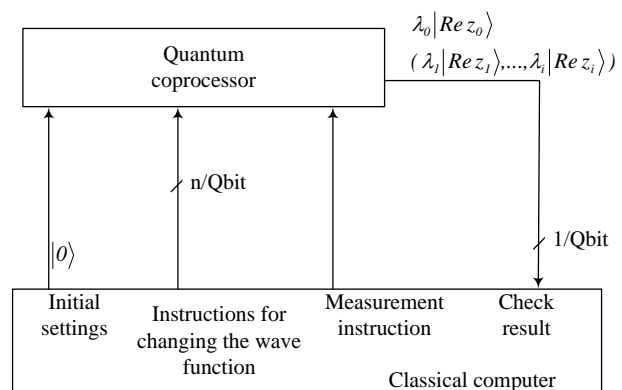 λ₀|Re z₀⟩
Quantum
coprocessor
( λ₁|Re z₁⟩,...,λᵢ|Re zᵢ⟩ )
n/Qbit
|0⟩
1/Qbit
Initial
settings
Instructions for
changing the wave
function
Measurement
instruction
Check
result
Classical computer